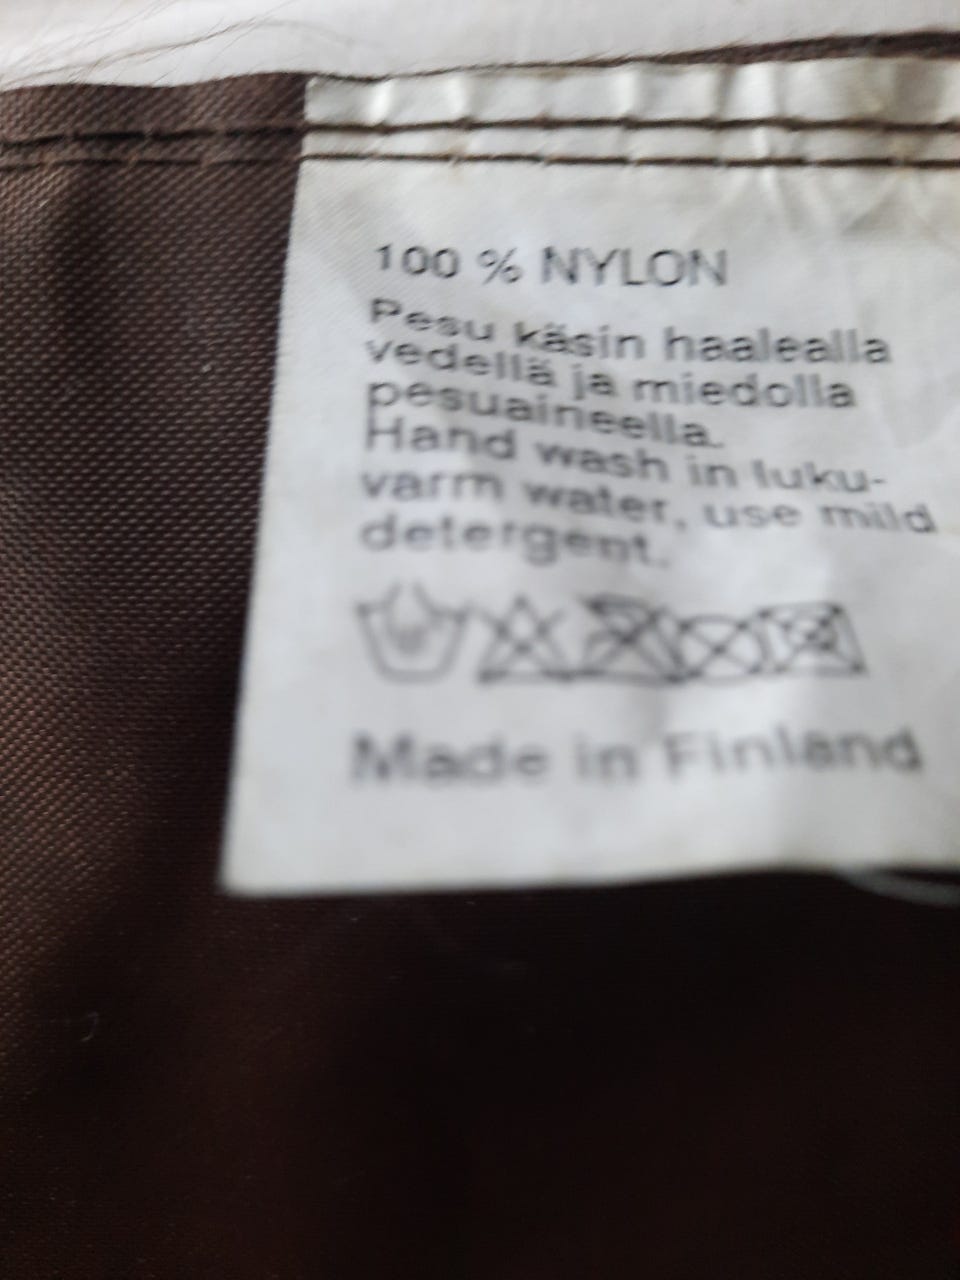 100 % NYLON
Pesu käsin haalealla
vedellä ja miedolla
pesuaineella.
Hand wash in luku-
varm water, use mild
detergent.
Made in Finland